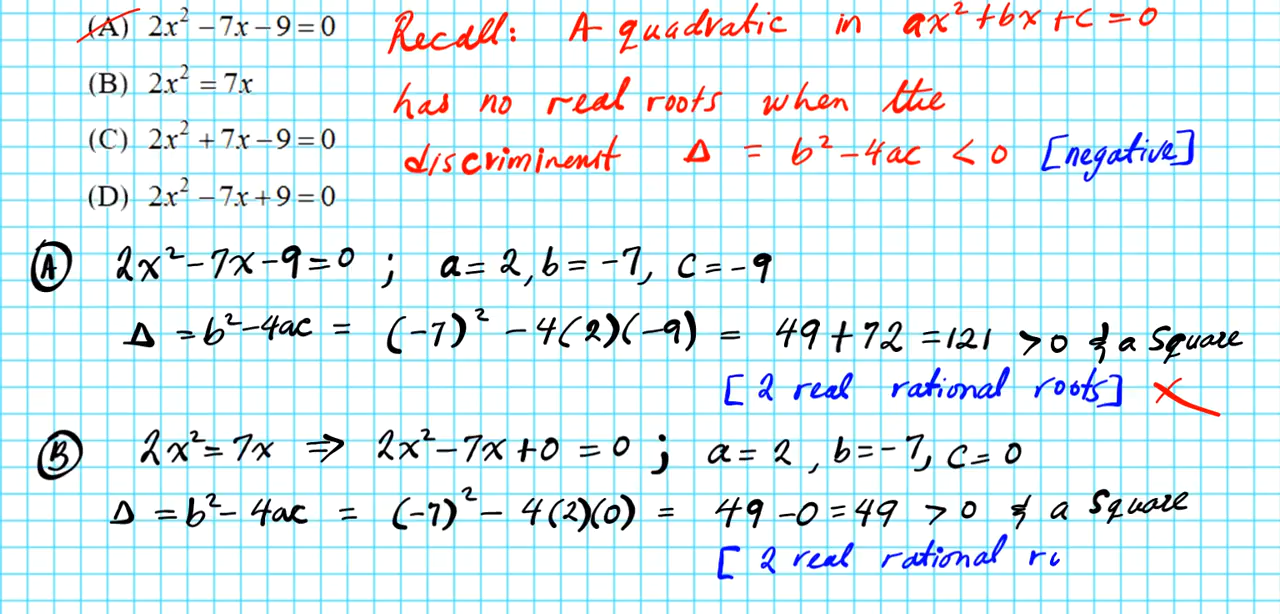 (A) 2x² − 7x − 9 = 0
Recall: A quadratic in ax² + bx + c = 0
(B) 2x² = 7x
has no real roots when the
(C) 2x² + 7x − 9 = 0
discriminent Δ = b² − 4ac < 0 [negative]
(D) 2x² − 7x + 9 = 0
(A) 2x² − 7x − 9 = 0 ; a = 2, b = −7, c = −9
Δ = b² − 4ac = (−7)² − 4(2)(−9) = 49 + 72 = 121 > 0 & a square
[2 real rational roots] ×
(B) 2x² = 7x ⇒ 2x² − 7x + 0 = 0 ; a = 2, b = −7, c = 0
Δ = b² − 4ac = (−7)² − 4(2)(0) = 49 − 0 = 49 > 0 & a square
[2 real rational